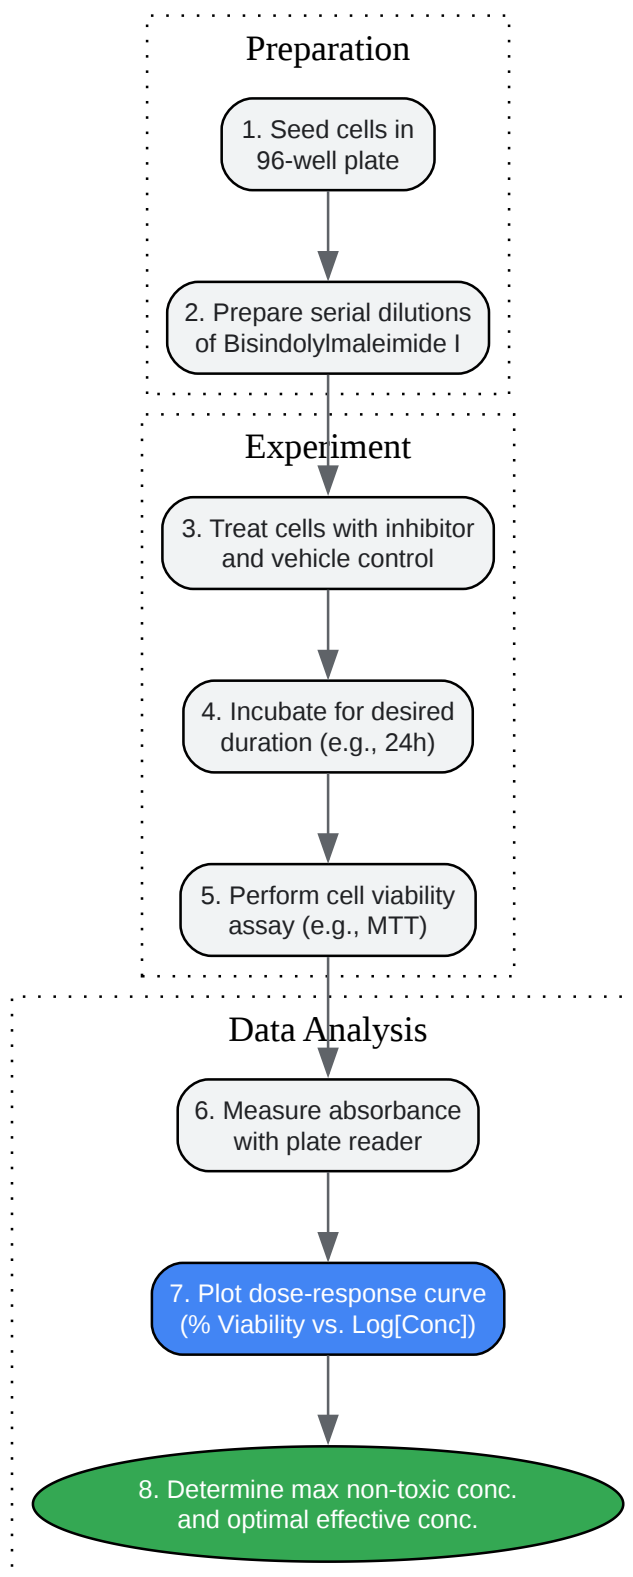 Preparation
1. Seed cells in
96-well plate
2. Prepare serial dilutions
of Bisindolylmaleimide I
Experiment
3. Treat cells with inhibitor
and vehicle control
4. Incubate for desired
duration (e.g., 24h)
5. Perform cell viability
assay (e.g., MTT)
Data Analysis
6. Measure absorbance
with plate reader
7. Plot dose-response curve
(% Viability vs. Log[Conc])
8. Determine max non-toxic conc.
and optimal effective conc.